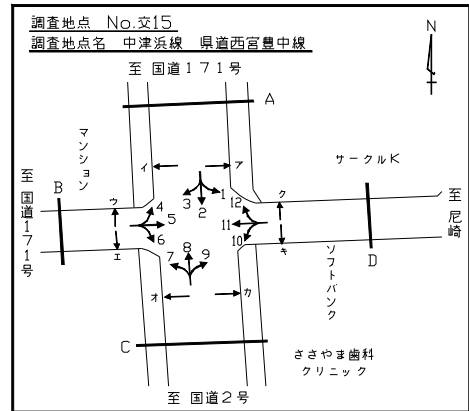 調査地点 No.交15
調査地点名 中津浜線 県道西宮豊中線
至 国道171号
N
A
マンション
サークルK
イ
ア
至 国道171号
B
ウ
エ
1
2
3
4
5
6
12
11
10
ク
キ
至 尼崎
7
8
9
オ
カ
ソフトバンク
D
C
ささやま歯科
クリニック
至 国道2号